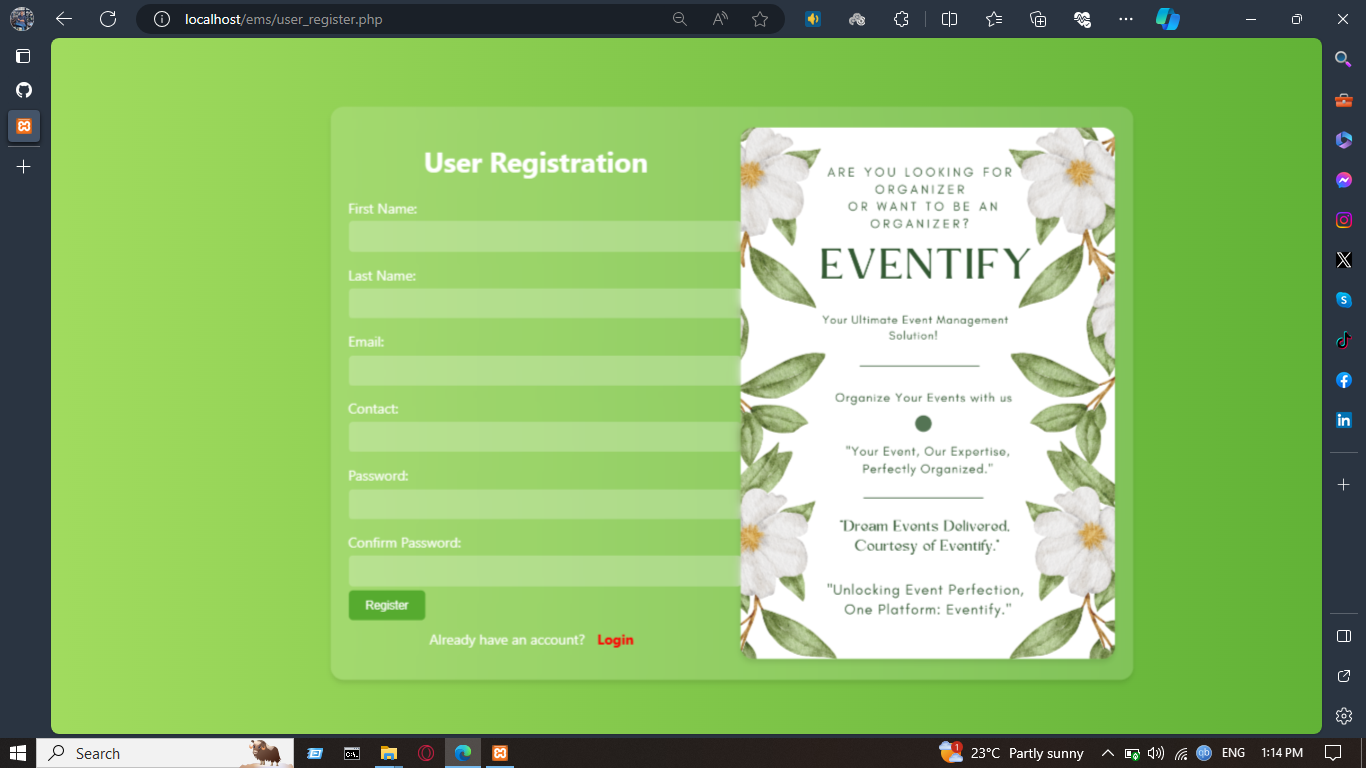 localhost/ems/user_register.php
User Registration
First Name:
Last Name:
Email:
Contact:
Password:
Confirm Password:
Register
Already have an account? Login
ARE YOU LOOKING FOR
ORGANIZER
OR WANT TO BE AN
ORGANIZER?
EVENTIFY
Your Ultimate Event Management
Solution!
Organize Your Events with us
"Your Event, Our Expertise,
Perfectly Organized."
"Dream Events Delivered,
Courtesy of Eventify."
"Unlocking Event Perfection,
One Platform: Eventify."
Search
1
23°C Partly sunny
qb
ENG
1:14 PM